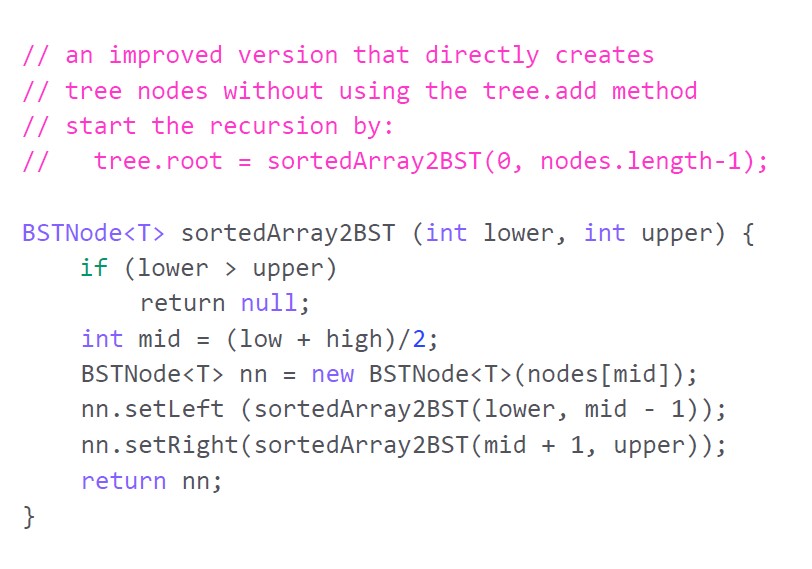 // an improved version that directly creates
// tree nodes without using the tree.add method
// start the recursion by:
//   tree.root = sortedArray2BST(0, nodes.length-1);

BSTNode<T> sortedArray2BST (int lower, int upper) {
    if (lower > upper)
        return null;
    int mid = (low + high)/2;
    BSTNode<T> nn = new BSTNode<T>(nodes[mid]);
    nn.setLeft (sortedArray2BST(lower, mid - 1));
    nn.setRight(sortedArray2BST(mid + 1, upper));
    return nn;
}